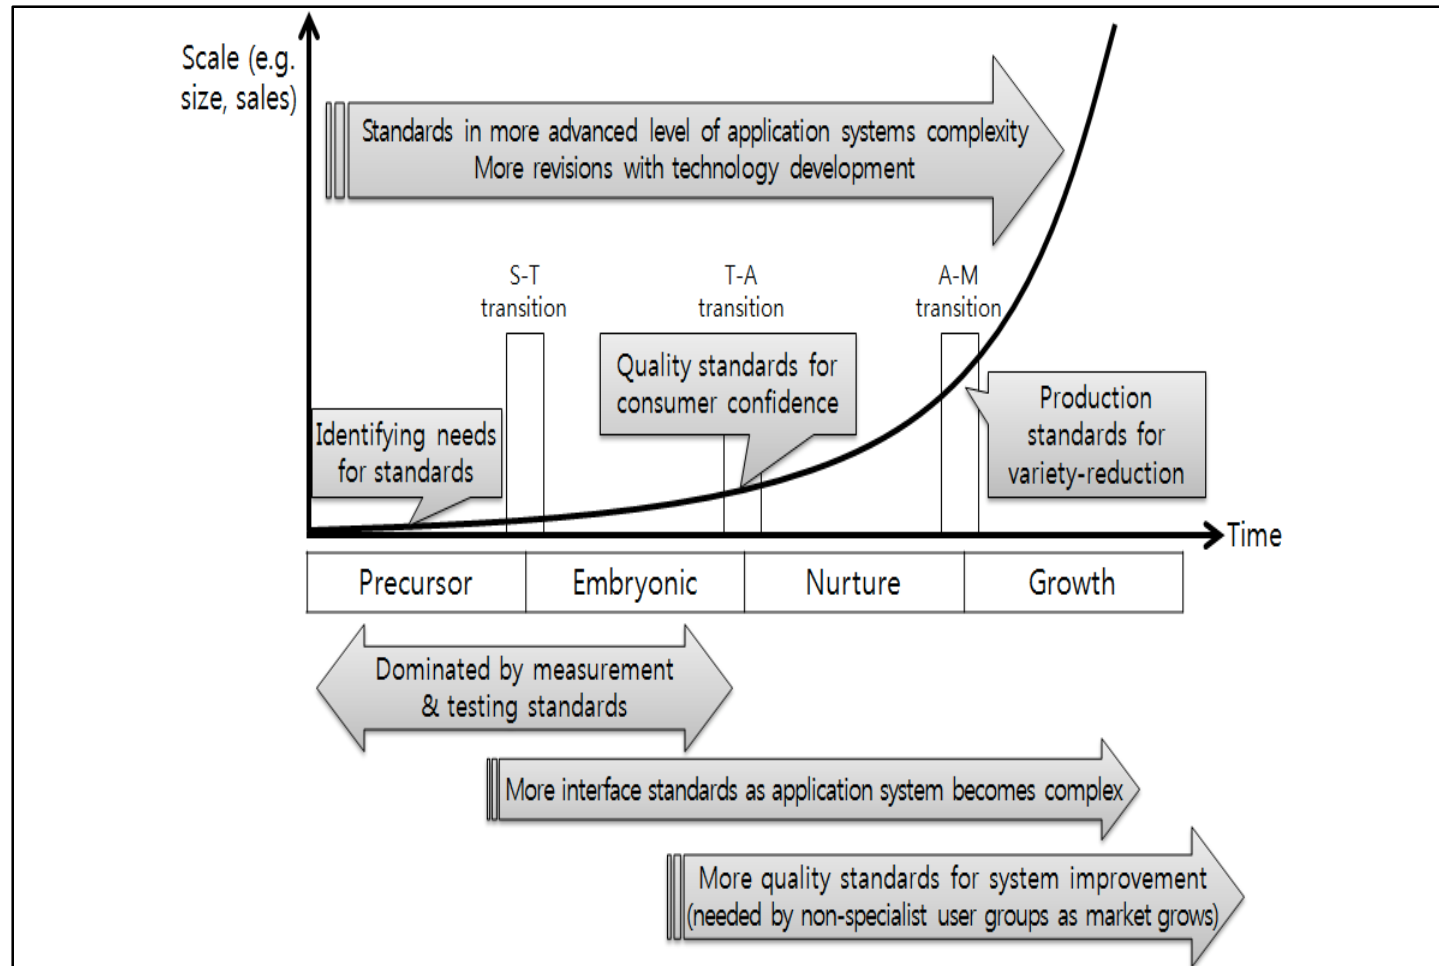 Scale (e.g.
size, sales)
Standards in more advanced level of application systems complexity
More revisions with technology development
S-T
transition
T-A
transition
A-M
transition
Quality standards for
consumer confidence
Production
standards for
variety-reduction
Identifying needs
for standards
Time
Precursor
Embryonic
Nurture
Growth
Dominated by measurement
& testing standards
More interface standards as application system becomes complex
More quality standards for system improvement
(needed by non-specialist user groups as market grows)